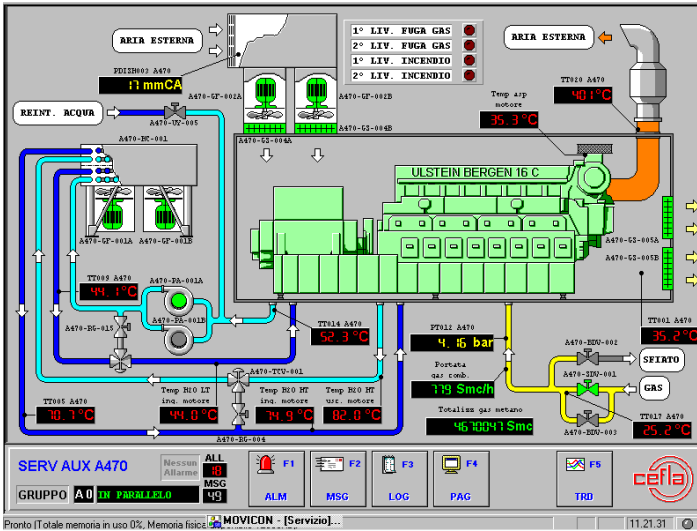 ARIA ESTERNA
1° LIV. FUGA GAS
2° LIV. FUGA GAS
1° LIV. INCENDIO
2° LIV. INCENDIO
ARIA ESTERNA
PDISH003 A470
17 mmCA
A470-GF-002A
A470-GF-002B
TT020 A470
401°C
Temp asp
motore
35.3°C
REINT. ACQUA
A470-UY-005
A470-GS-004A
A470-GS-004B
A470-HC-001
ULSTEIN BERGEN 16 C
A470-GF-001A
A470-GF-001B
A470-GS-005A
A470-GS-005B
TT009 A470
44.1°C
A470-PA-001A
A470-PA-001B
A470-RG-015
TT014 A470
52.3°C
PT012 A470
4.16 bar
TT001 A470
35.2°C
A470-BDV-002
SFIATO
Portata
gas comb.
779 Smc/h
A470-SDV-001
GAS
A470-TCV-001
TT085 A470
70.7°C
Temp H2O LT
ing. motore
44.0°C
Temp H2O HT
ing. motore
74.9°C
Temp H2O HT
usc. motore
82.0°C
Totalizz gas metano
4670047 Smc
A470-BDV-003
TT017 A470
25.2°C
A470-RG-004
SERV AUX A470
Nessun
Allarme
ALL
18
MSG
49
GRUPPO
A0
IN PARALLELO
F1
ALM
F2
MSG
F3
LOG
F4
PAG
F5
TRD
cefla
Pronto (Totale memoria in uso 0%, Memoria fisica
MOVICON - [Servizio]...
11.21.31